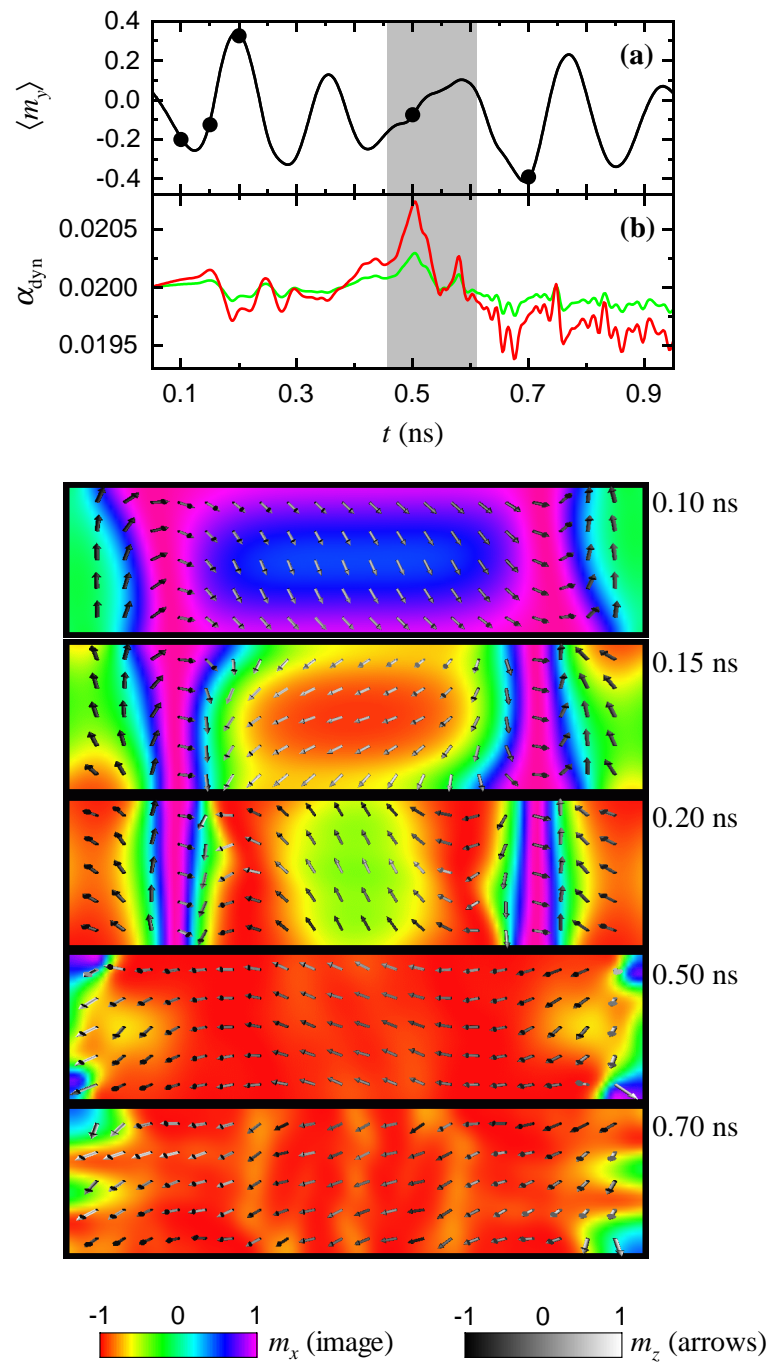 0.4
(a)
0.2
0.0
-0.2
-0.4
⟨m_y⟩
(b)
0.0205
0.0200
0.0195
α_dyn
0.1 0.3 0.5 0.7 0.9
t (ns)
0.10 ns
0.15 ns
0.20 ns
0.50 ns
0.70 ns
-1 0 1 m_x (image)
-1 0 1 m_z (arrows)